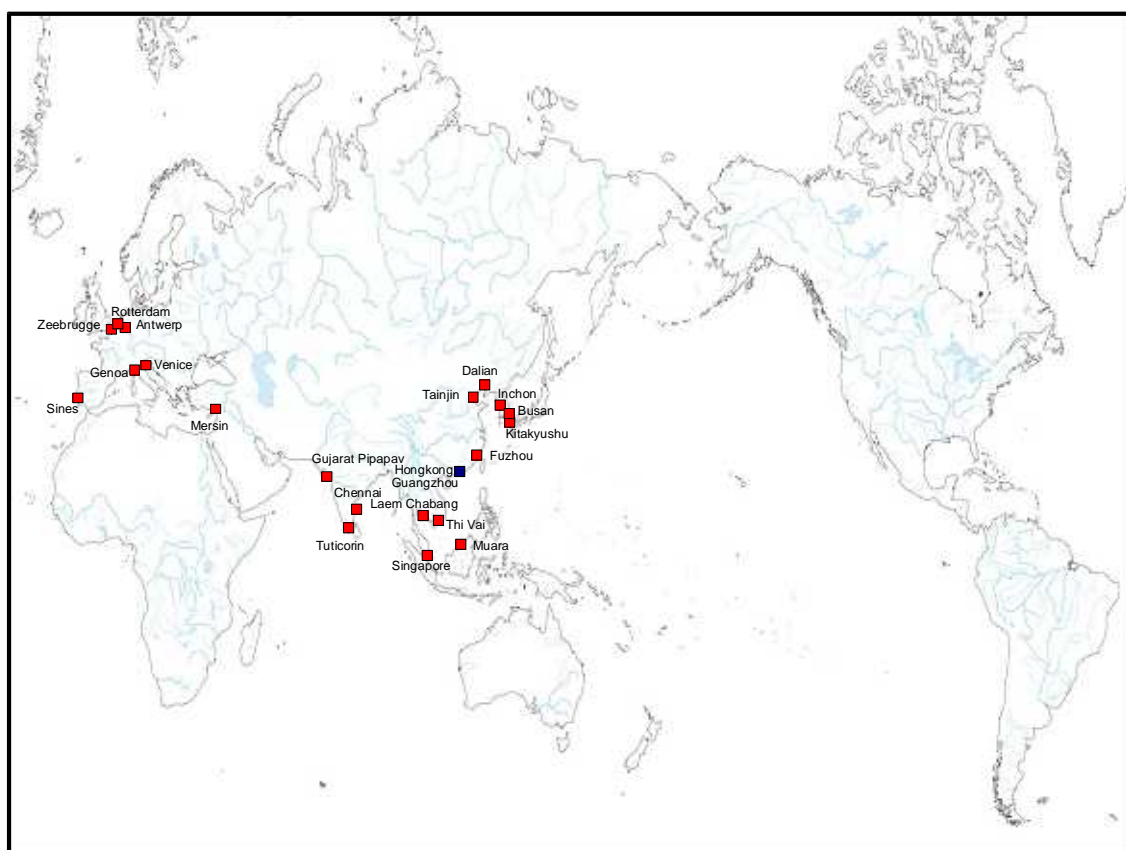 Rotterdam
Zeebrugge
Antwerp
Venice
Genoa
Dalian
Tainjin
Inchon
Sines
Busan
Mersin
Kitakyushu
Gujarat Pipapav
Fuzhou
Hongkong
Guangzhou
Chennai
Laem Chabang
Thi Vai
Tuticorin
Muara
Singapore